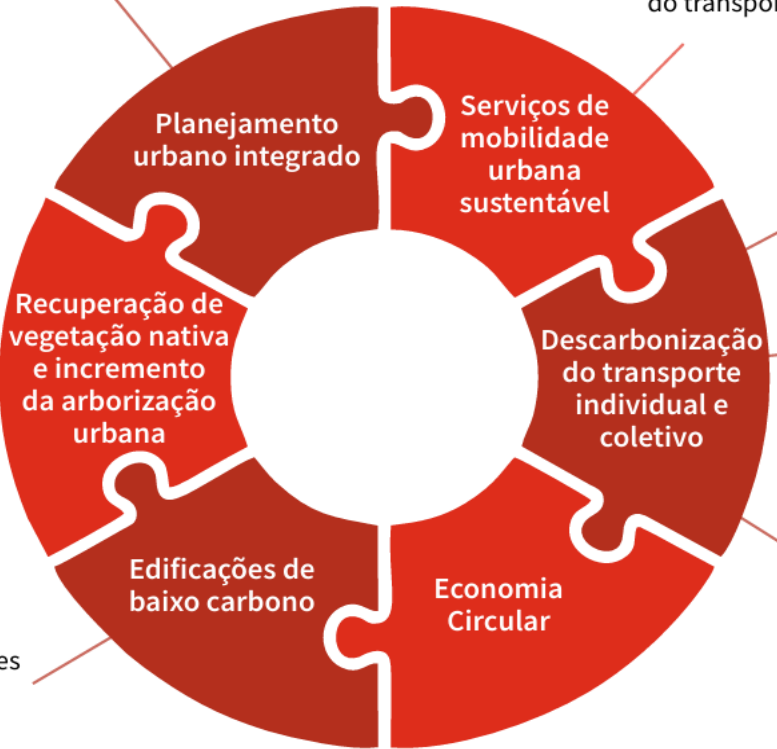 do transpor
Planejamento
urbano integrado
Serviços de
mobilidade
urbana
sustentável
Recuperação de
vegetação nativa
e incremento
da arborização
urbana
Descarbonização
do transporte
individual e
coletivo
Edificações de
baixo carbono
Economia
Circular
es